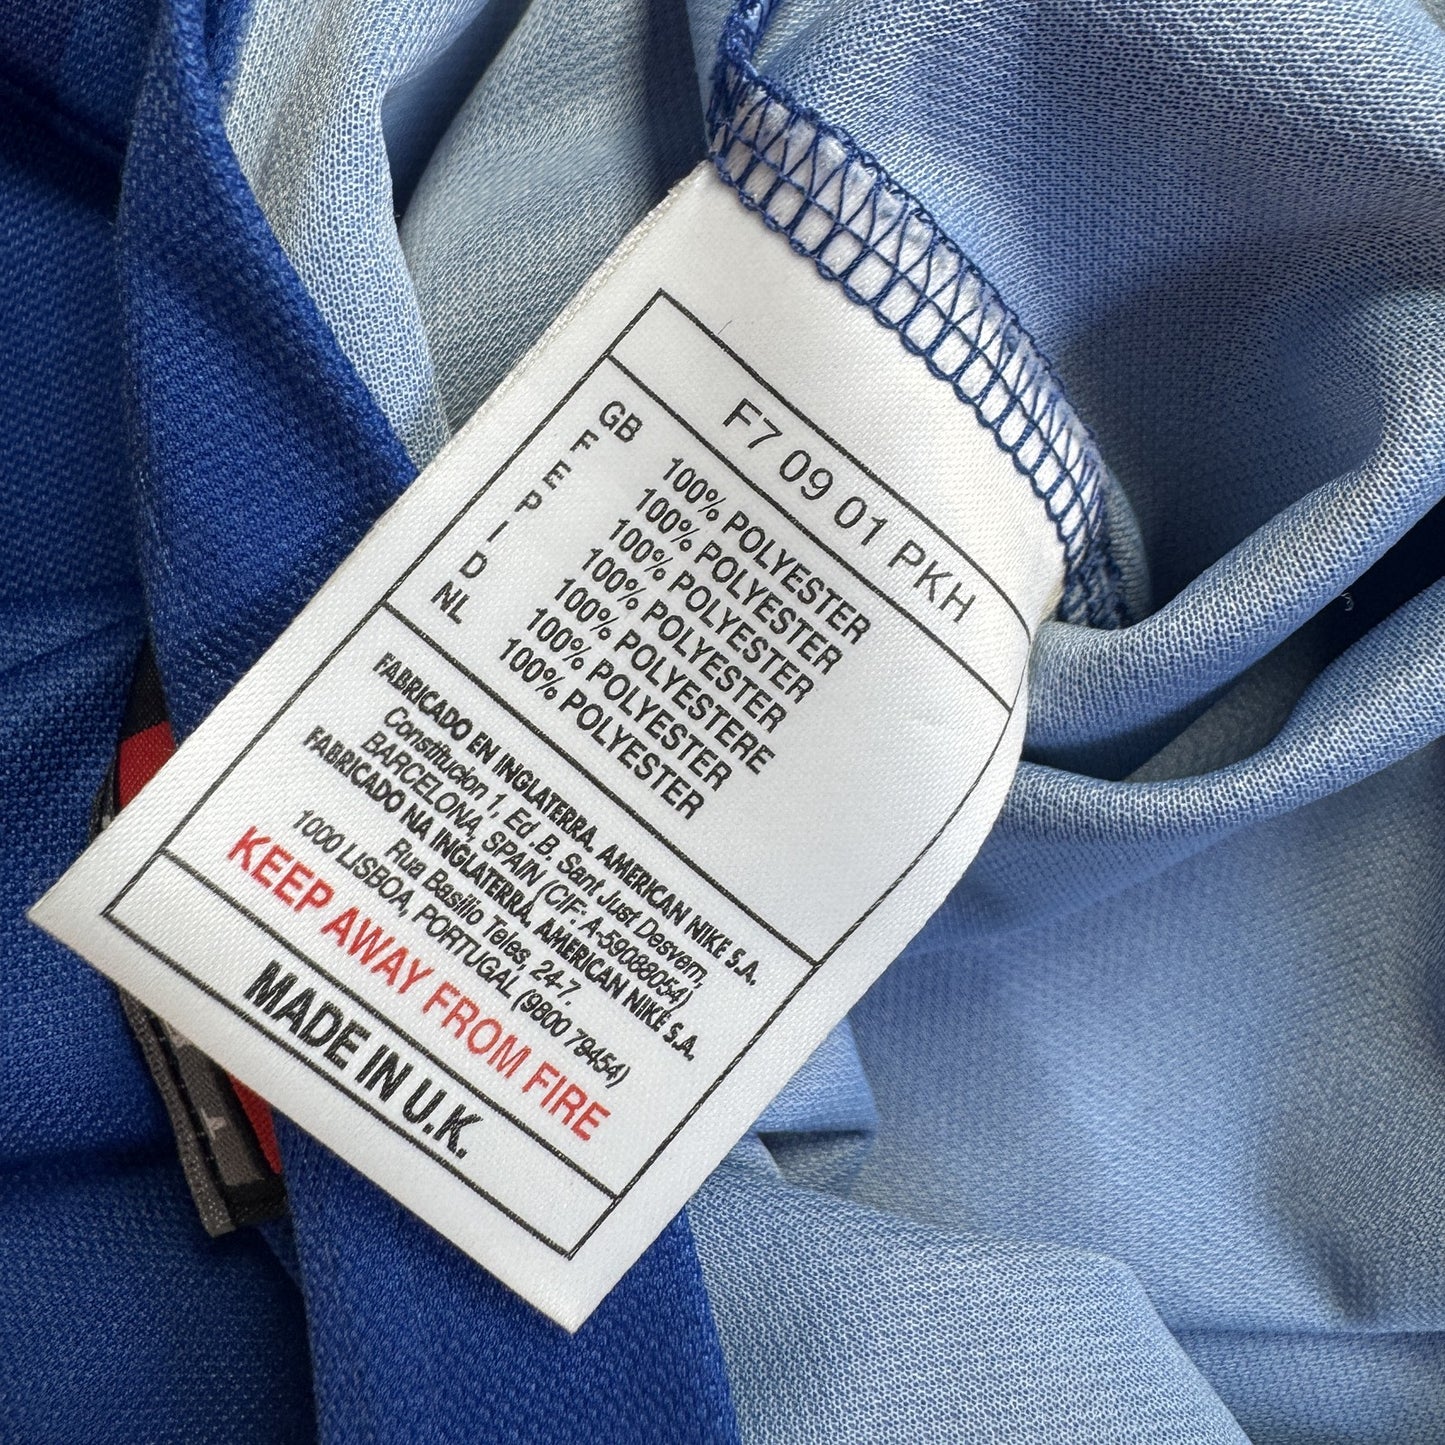 F7 09 01 PKH
GB 100% POLYESTER
F 100% POLYESTER
E 100% POLYESTER
P 100% POLYESTER
I 100% POLYESTERE
D 100% POLYESTER
NL 100% POLYESTER
FABRICADO EN INGLATERRA. AMERICAN NIKE S.A.
Constitucion 1, Ed .B. Sant Just Desvern,
BARCELONA, SPAIN (CIF: A-59088054)
FABRICADO NA INGLATERRA. AMERICAN NIKE S.A.
Rua Basilio Teles, 24-7.
1000 LISBOA, PORTUGAL (9800 79454)
KEEP AWAY FROM FIRE
MADE IN U.K.